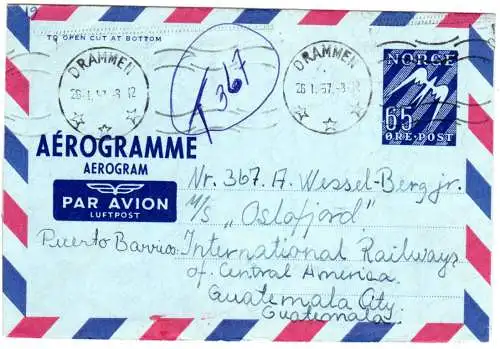 TO OPEN CUT AT BOTTOM
DRAMMEN
26.1.57.-8.12
T 367
DRAMMEN
26.1.57.-8.12
NORGE
65
ØRE·POST
AÉROGRAMME
AEROGRAM
PAR AVION
LUFTPOST
Nr. 367. A. Wessel-Berg jr.
M/S „Oslofjord"
Puerto Barrios International Railways
of Central America
Guatemala City
Guatemala